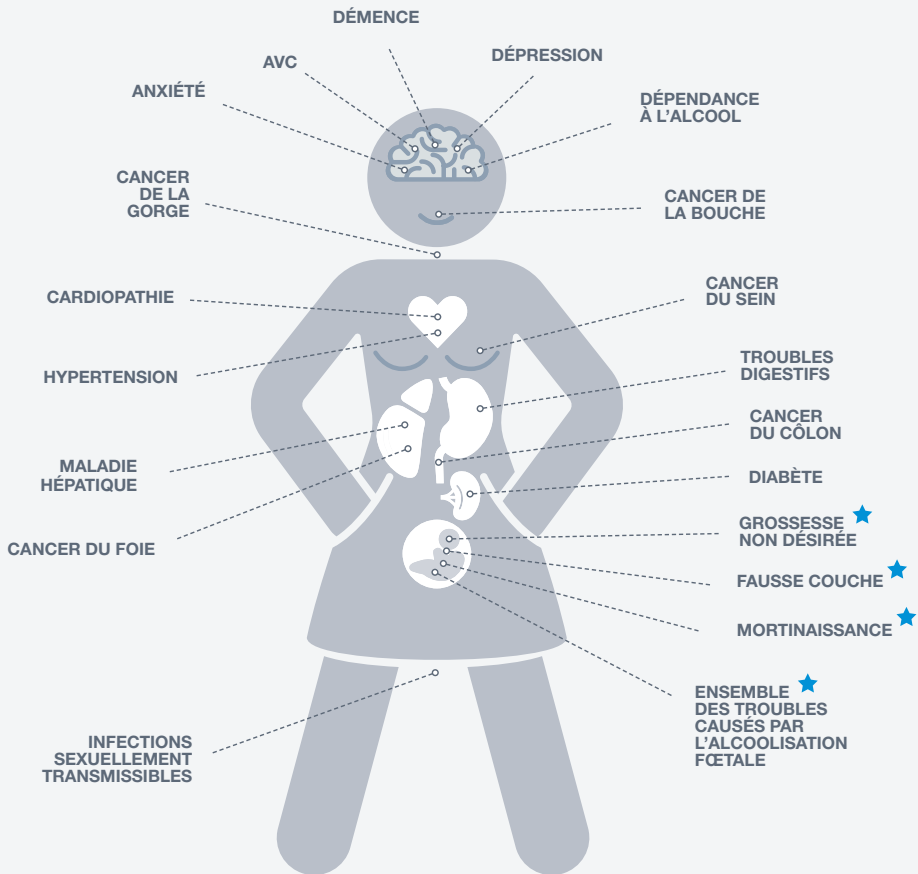 DÉMENCE
AVC
DÉPRESSION
ANXIÉTÉ
DÉPENDANCE
À L'ALCOOL
CANCER
DE LA
GORGE
CANCER DE
LA BOUCHE
CARDIOPATHIE
CANCER
DU SEIN
HYPERTENSION
TROUBLES
DIGESTIFS
CANCER
DU CÔLON
MALADIE
HÉPATIQUE
DIABÈTE
CANCER DU FOIE
GROSSESSE
NON DÉSIRÉE
FAUSSE COUCHE
MORTINAISSANCE
ENSEMBLE
DES TROUBLES
CAUSÉS PAR
L'ALCOOLISATION
FŒTALE
INFECTIONS
SEXUELLEMENT
TRANSMISSIBLES